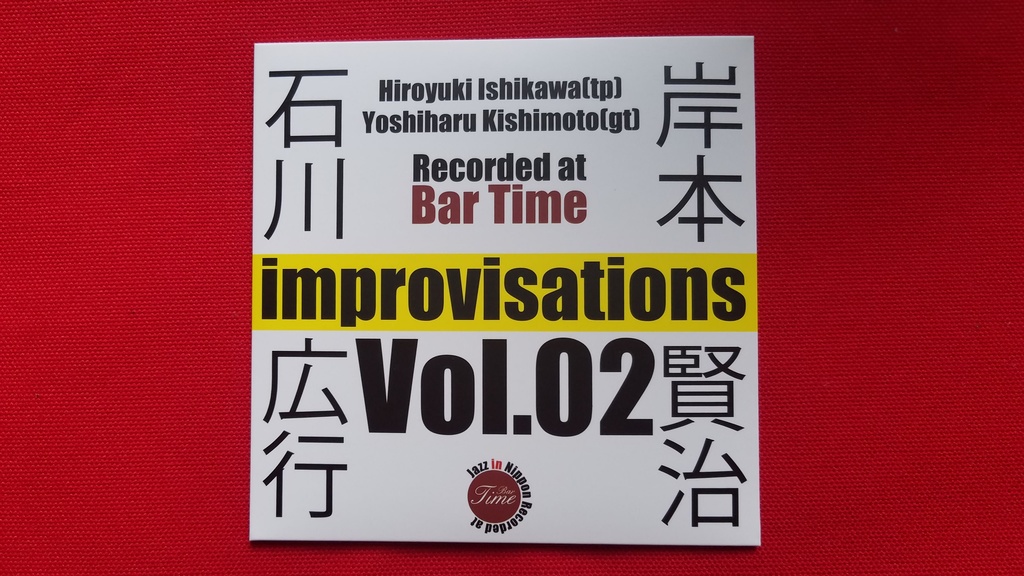 Hiroyuki Ishikawa(tp)
Yoshiharu Kishimoto(gt)
Recorded at
Bar Time
石川
岸本
improvisations
Vol.02
広行
賢治
Jazz in Nippon Recorded at
Bar
Time